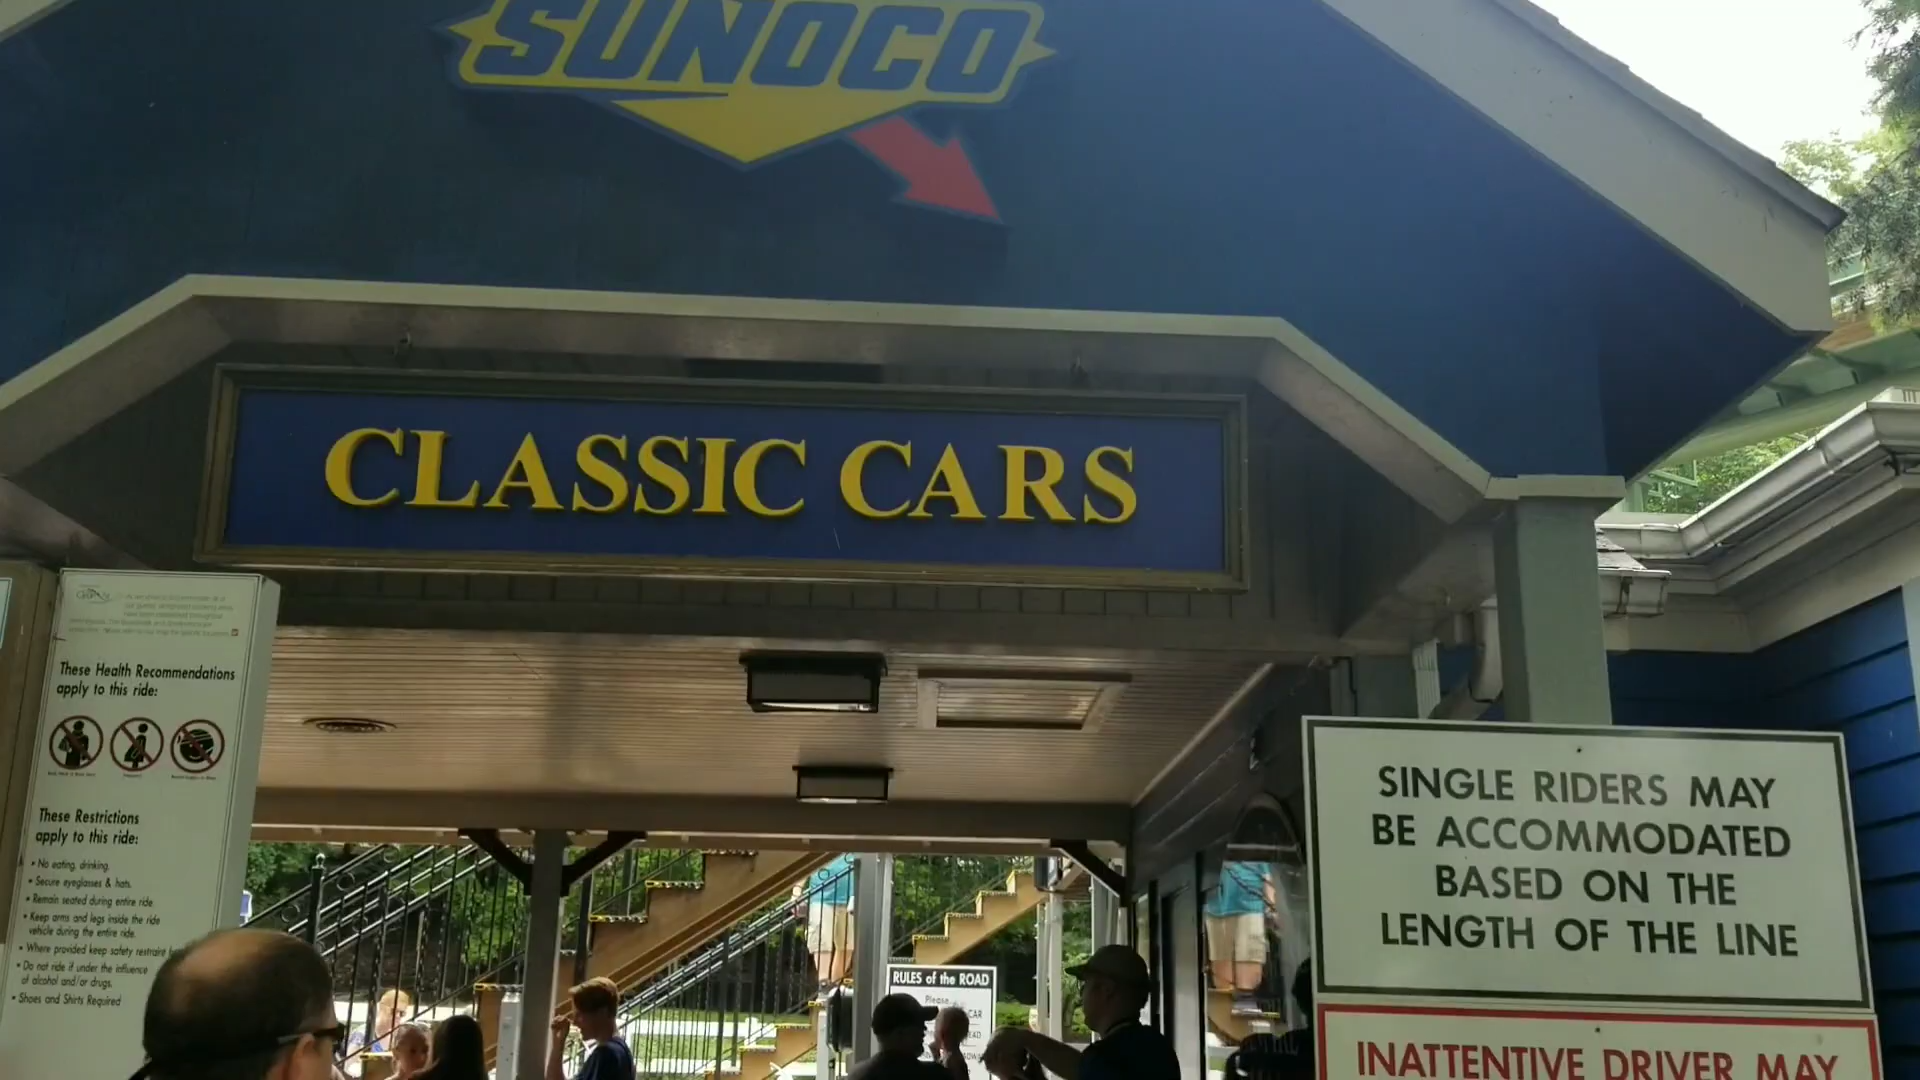 SUNOCO
CLASSIC CARS
These Health Recommendations
apply to this ride:
These Restrictions
apply to this ride:
• No eating, drinking.
• Secure eyeglasses & hats.
• Remain seated during entire ride.
• Keep arms and legs inside the ride
vehicle during the entire ride.
• Where provided keep safety restraint
• Do not ride if under the influence
of alcohol and/or drugs.
• Shoes and Shirts Required
RULES of the ROAD
Please
CAR
SINGLE RIDERS MAY
BE ACCOMMODATED
BASED ON THE
LENGTH OF THE LINE
INATTENTIVE DRIVER MAY